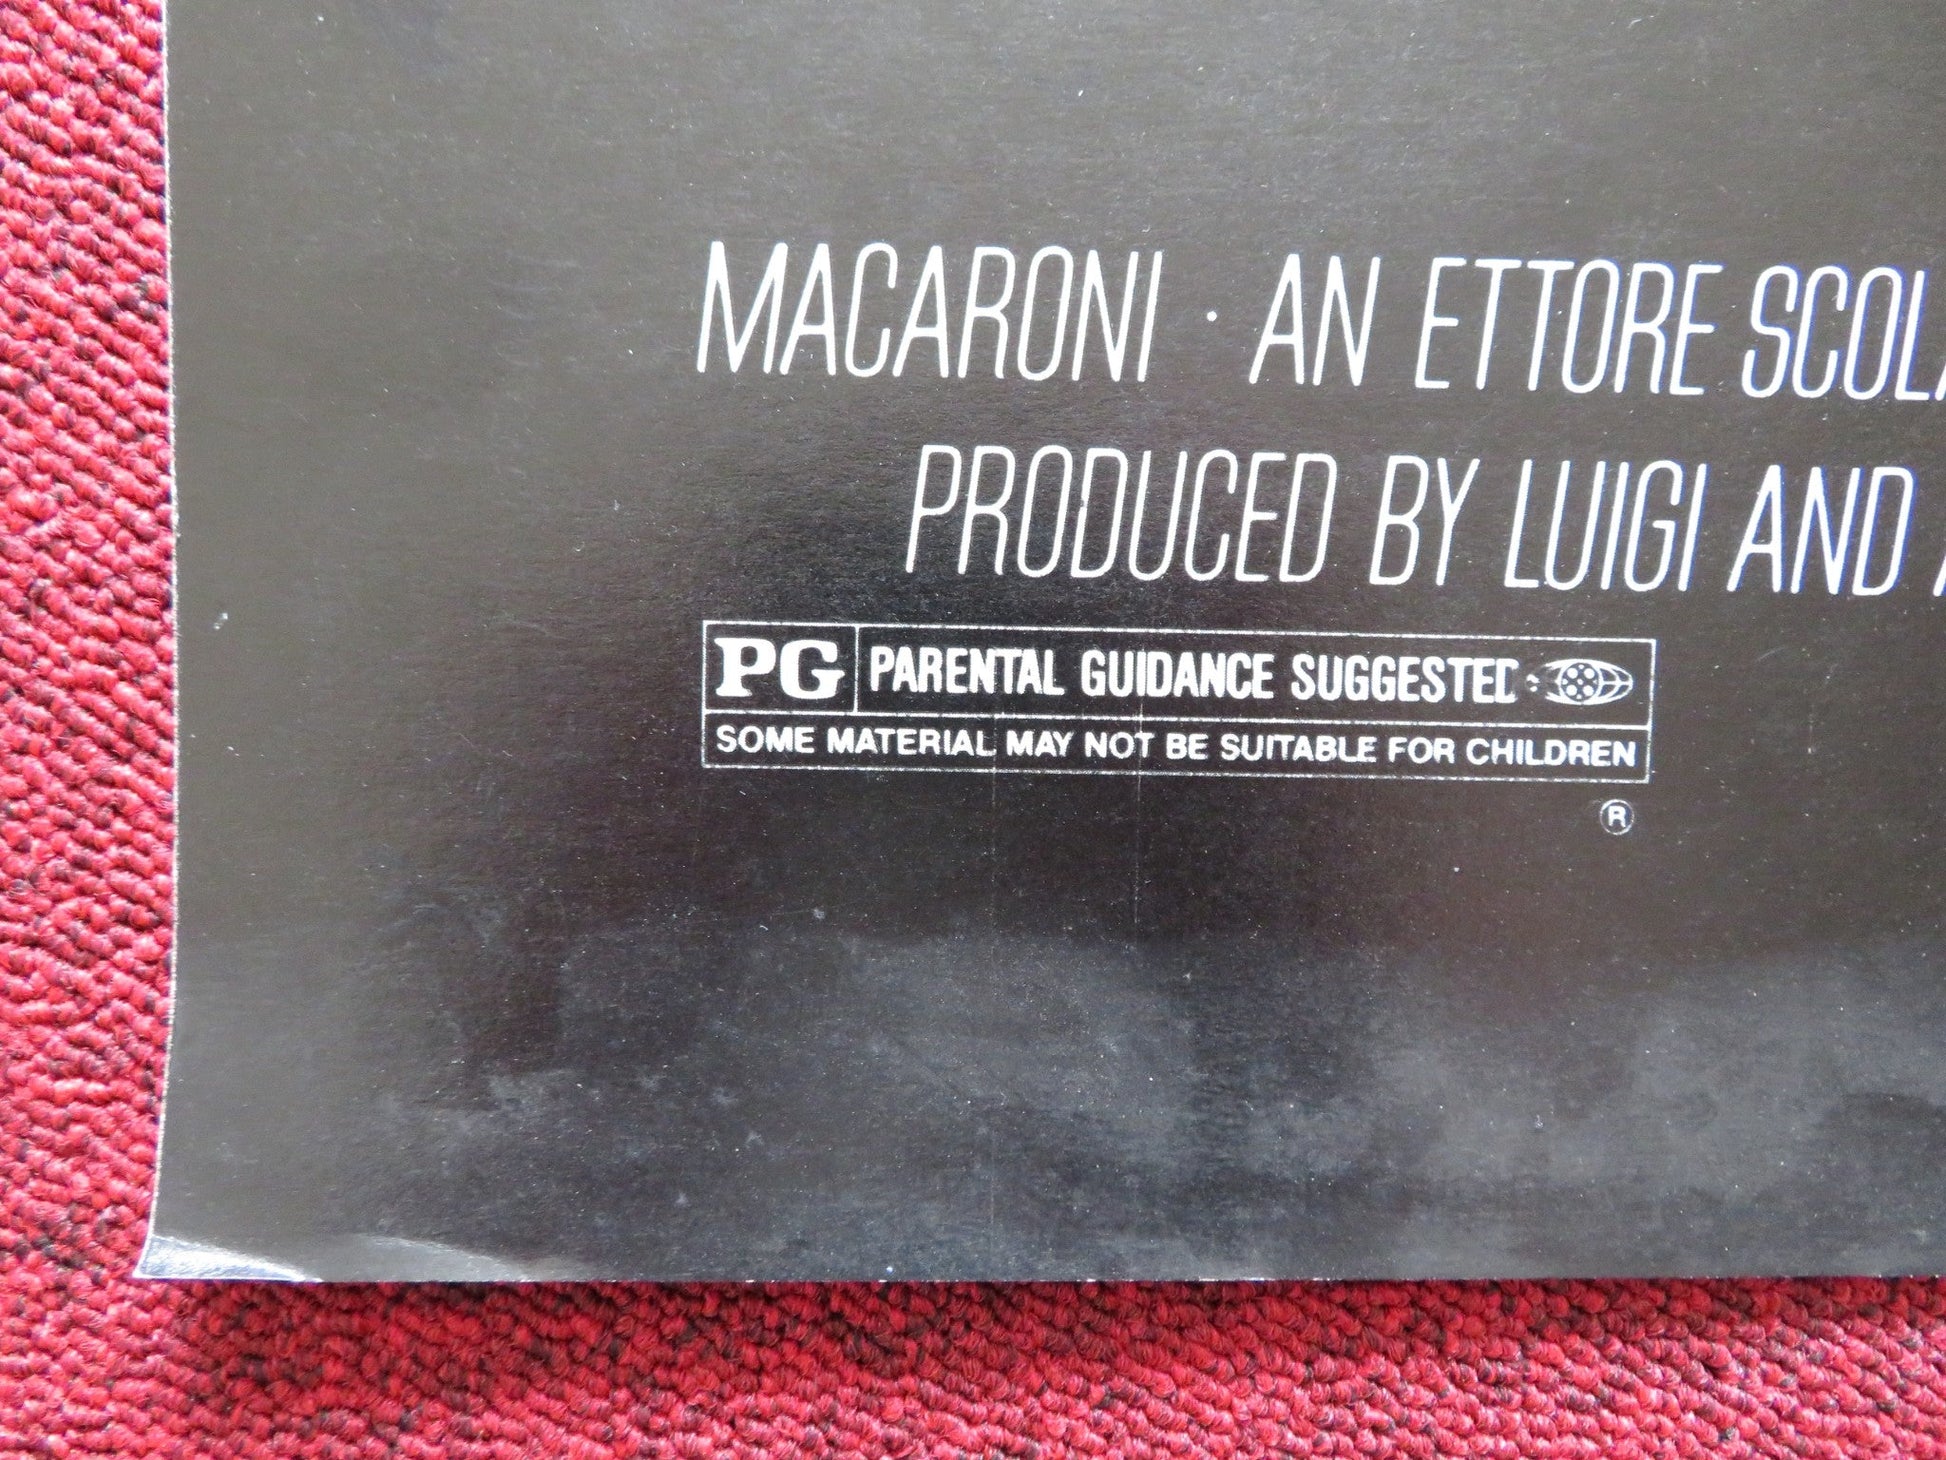 MACARONI · AN ETTORE SCOLA
PRODUCED BY LUIGI AND
PG PARENTAL GUIDANCE SUGGESTED
SOME MATERIAL MAY NOT BE SUITABLE FOR CHILDREN
®